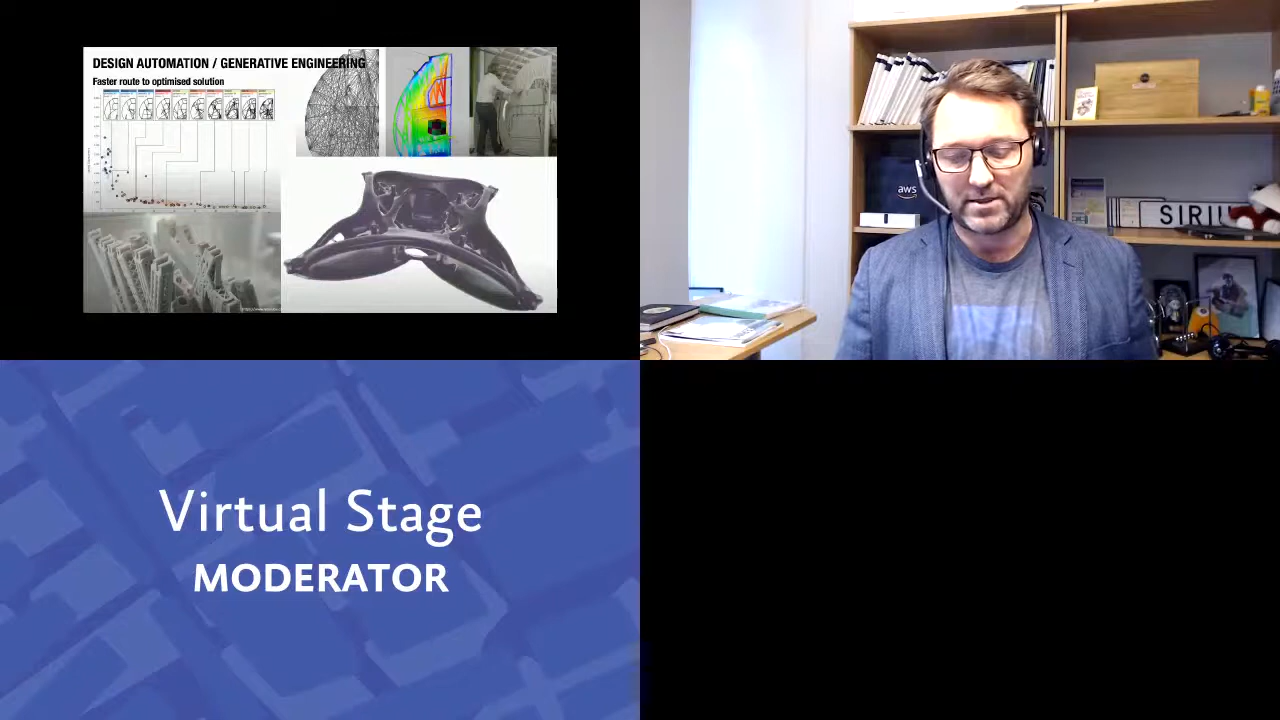 DESIGN AUTOMATION / GENERATIVE ENGINEERING
Faster route to optimised solution
aws
SIRIU
Virtual Stage
MODERATOR